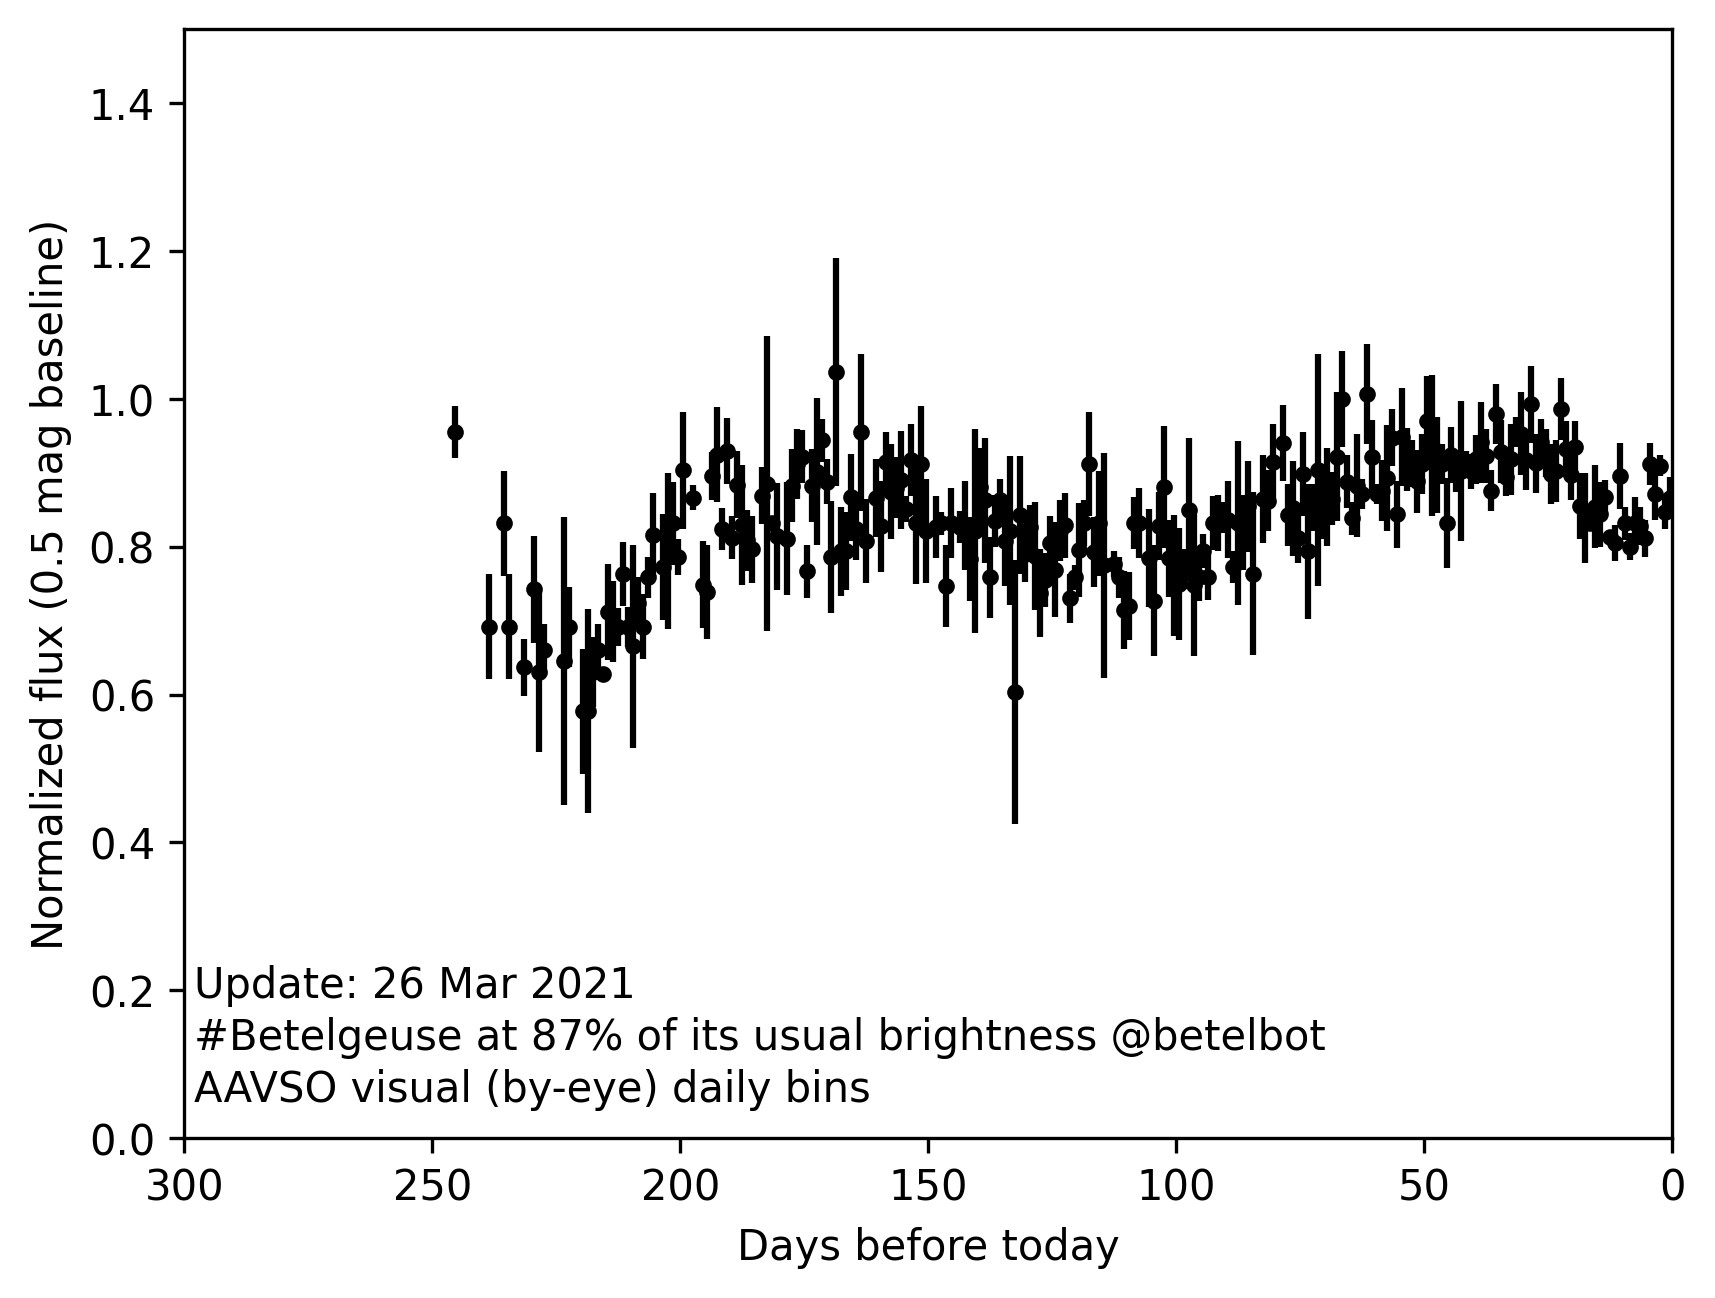 1.4
1.2
1.0
0.8
0.6
0.4
0.2
0.0
Normalized flux (0.5 mag baseline)
Update: 26 Mar 2021
#Betelgeuse at 87% of its usual brightness @betelbot
AAVSO visual (by-eye) daily bins
300 250 200 150 100 50 0
Days before today